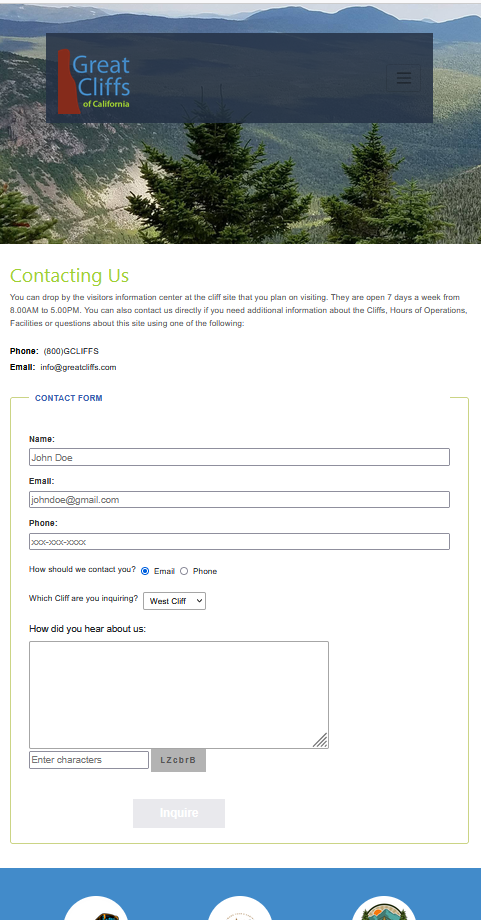 Great
Cliffs
of California
Contacting Us
You can drop by the visitors information center at the cliff site that you plan on visiting. They are open 7 days a week from
8.00AM to 5.00PM. You can also contact us directly if you need additional information about the Cliffs, Hours of Operations,
Facilities or questions about this site using one of the following:
Phone: (800)GCLIFFS
Email: info@greatcliffs.com
CONTACT FORM
Name:
John Doe
Email:
johndoe@gmail.com
Phone:
xxx-xxx-xxxx
How should we contact you? Email Phone
Which Cliff are you inquiring? West Cliff
How did you hear about us:
Enter characters LZcbrB
Inquire